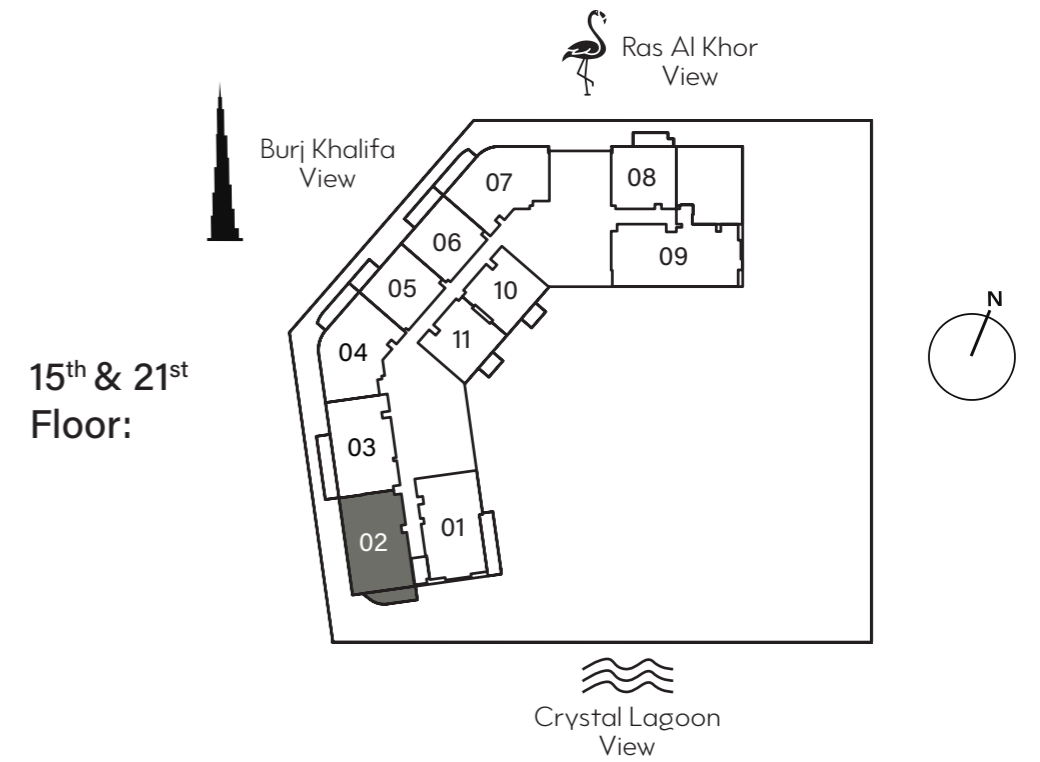 Ras Al Khor
View
Burj Khalifa
View
07
08
06
09
05
10
N
11
04
15th & 21st
Floor:
03
02
01
Crystal Lagoon
View